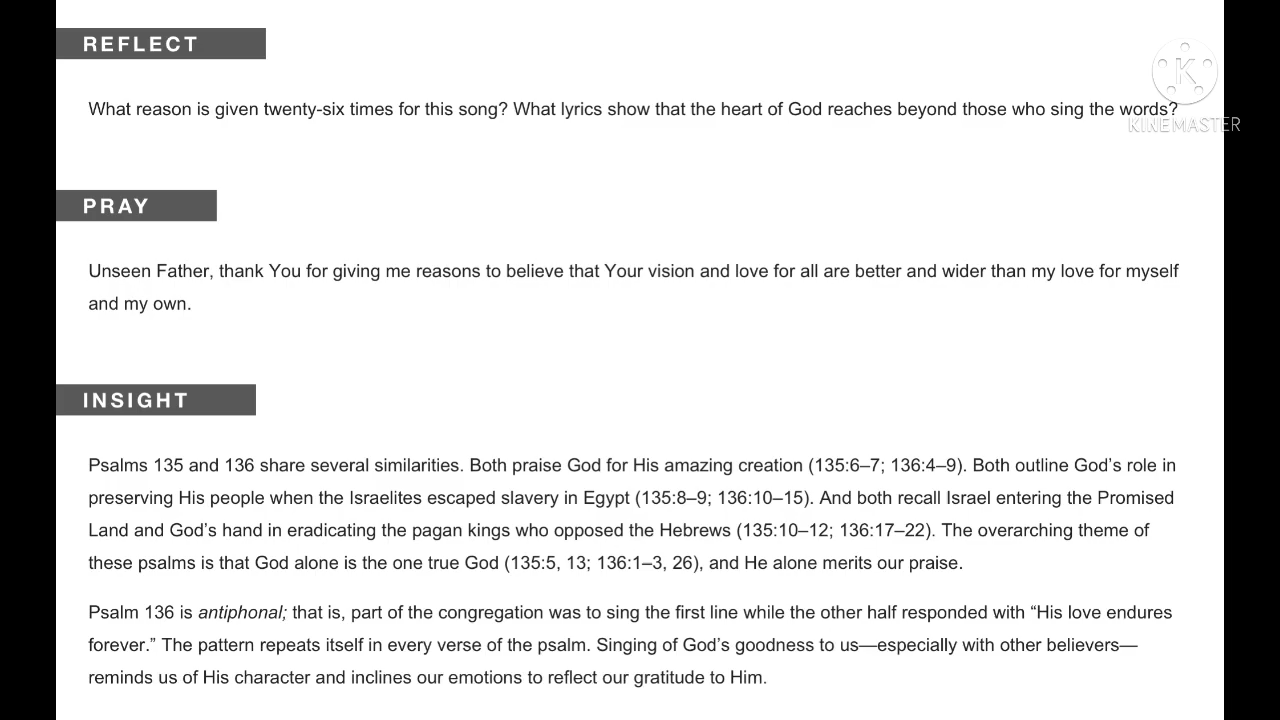 REFLECT
What reason is given twenty-six times for this song? What lyrics show that the heart of God reaches beyond those who sing the words?
K
KINEMASTER
PRAY
Unseen Father, thank You for giving me reasons to believe that Your vision and love for all are better and wider than my love for myself
and my own.
INSIGHT
Psalms 135 and 136 share several similarities. Both praise God for His amazing creation (135:6–7; 136:4–9). Both outline God’s role in
preserving His people when the Israelites escaped slavery in Egypt (135:8–9; 136:10–15). And both recall Israel entering the Promised
Land and God’s hand in eradicating the pagan kings who opposed the Hebrews (135:10–12; 136:17–22). The overarching theme of
these psalms is that God alone is the one true God (135:5, 13; 136:1–3, 26), and He alone merits our praise.
Psalm 136 is antiphonal; that is, part of the congregation was to sing the first line while the other half responded with “His love endures
forever.” The pattern repeats itself in every verse of the psalm. Singing of God’s goodness to us—especially with other believers—
reminds us of His character and inclines our emotions to reflect our gratitude to Him.